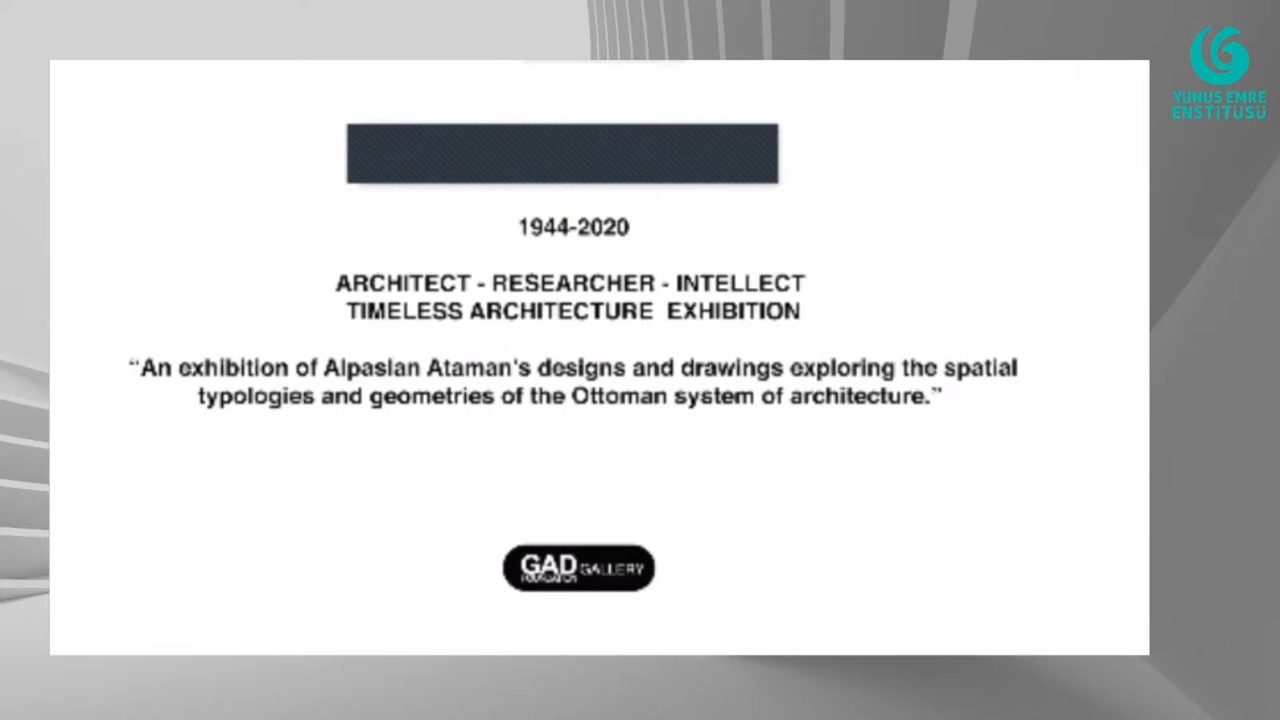 YUNUS EMRE
ENSTİTÜSÜ
1944-2020
ARCHITECT - RESEARCHER - INTELLECT
TIMELESS ARCHITECTURE EXHIBITION
“An exhibition of Alpaslan Ataman's designs and drawings exploring the spatial
typologies and geometries of the Ottoman system of architecture.”
GAD GALLERY
FOUNDATION